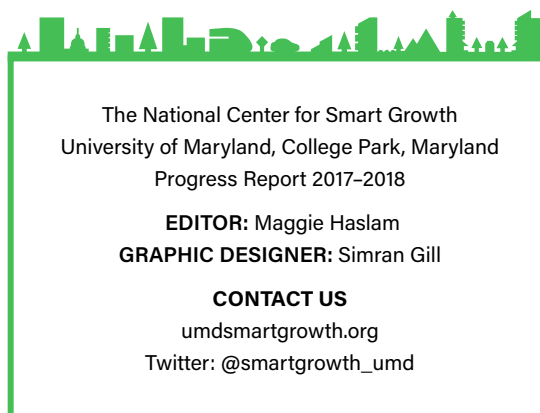 The National Center for Smart Growth
University of Maryland, College Park, Maryland
Progress Report 2017–2018
EDITOR: Maggie Haslam
GRAPHIC DESIGNER: Simran Gill
CONTACT US
umdsmartgrowth.org
Twitter: @smartgrowth_umd